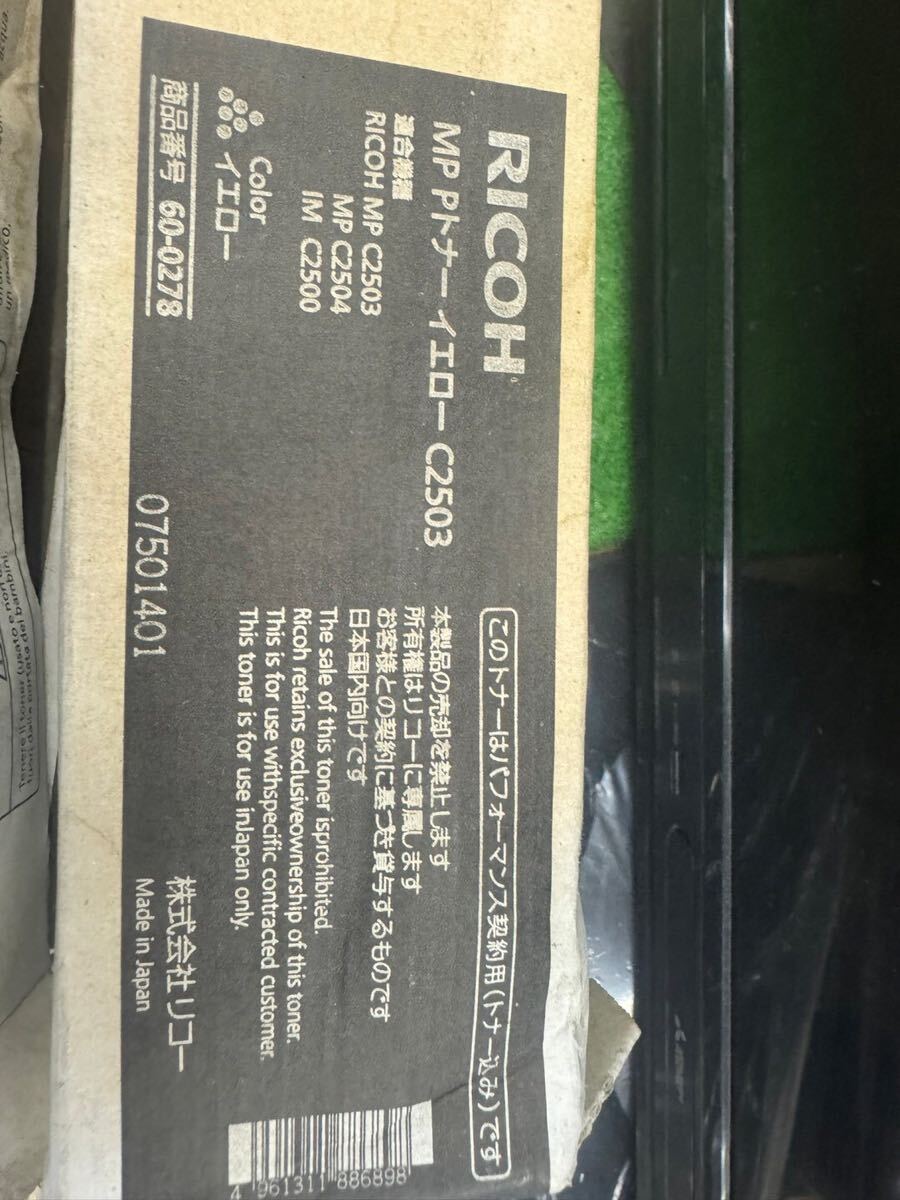 RICOH
MP Pトナー イエロー C2503
適合機種
RICOH MP C2503
MP C2504
IM C2500
Color
イエロー
商品番号 60-0278
このトナーはパフォーマンス契約用(トナー込み)です
本製品の売却を禁止します
所有権はリコーに専属します
お客様との契約に基づき貸与するものです
日本国内向けです
The sale of this toner isprohibited.
Ricoh retains exclusiveownership of this toner.
This is for use withspecific contracted customer.
This toner is for use inJapan only.
07501401
株式会社リコー
Made in Japan
4 961311 886898